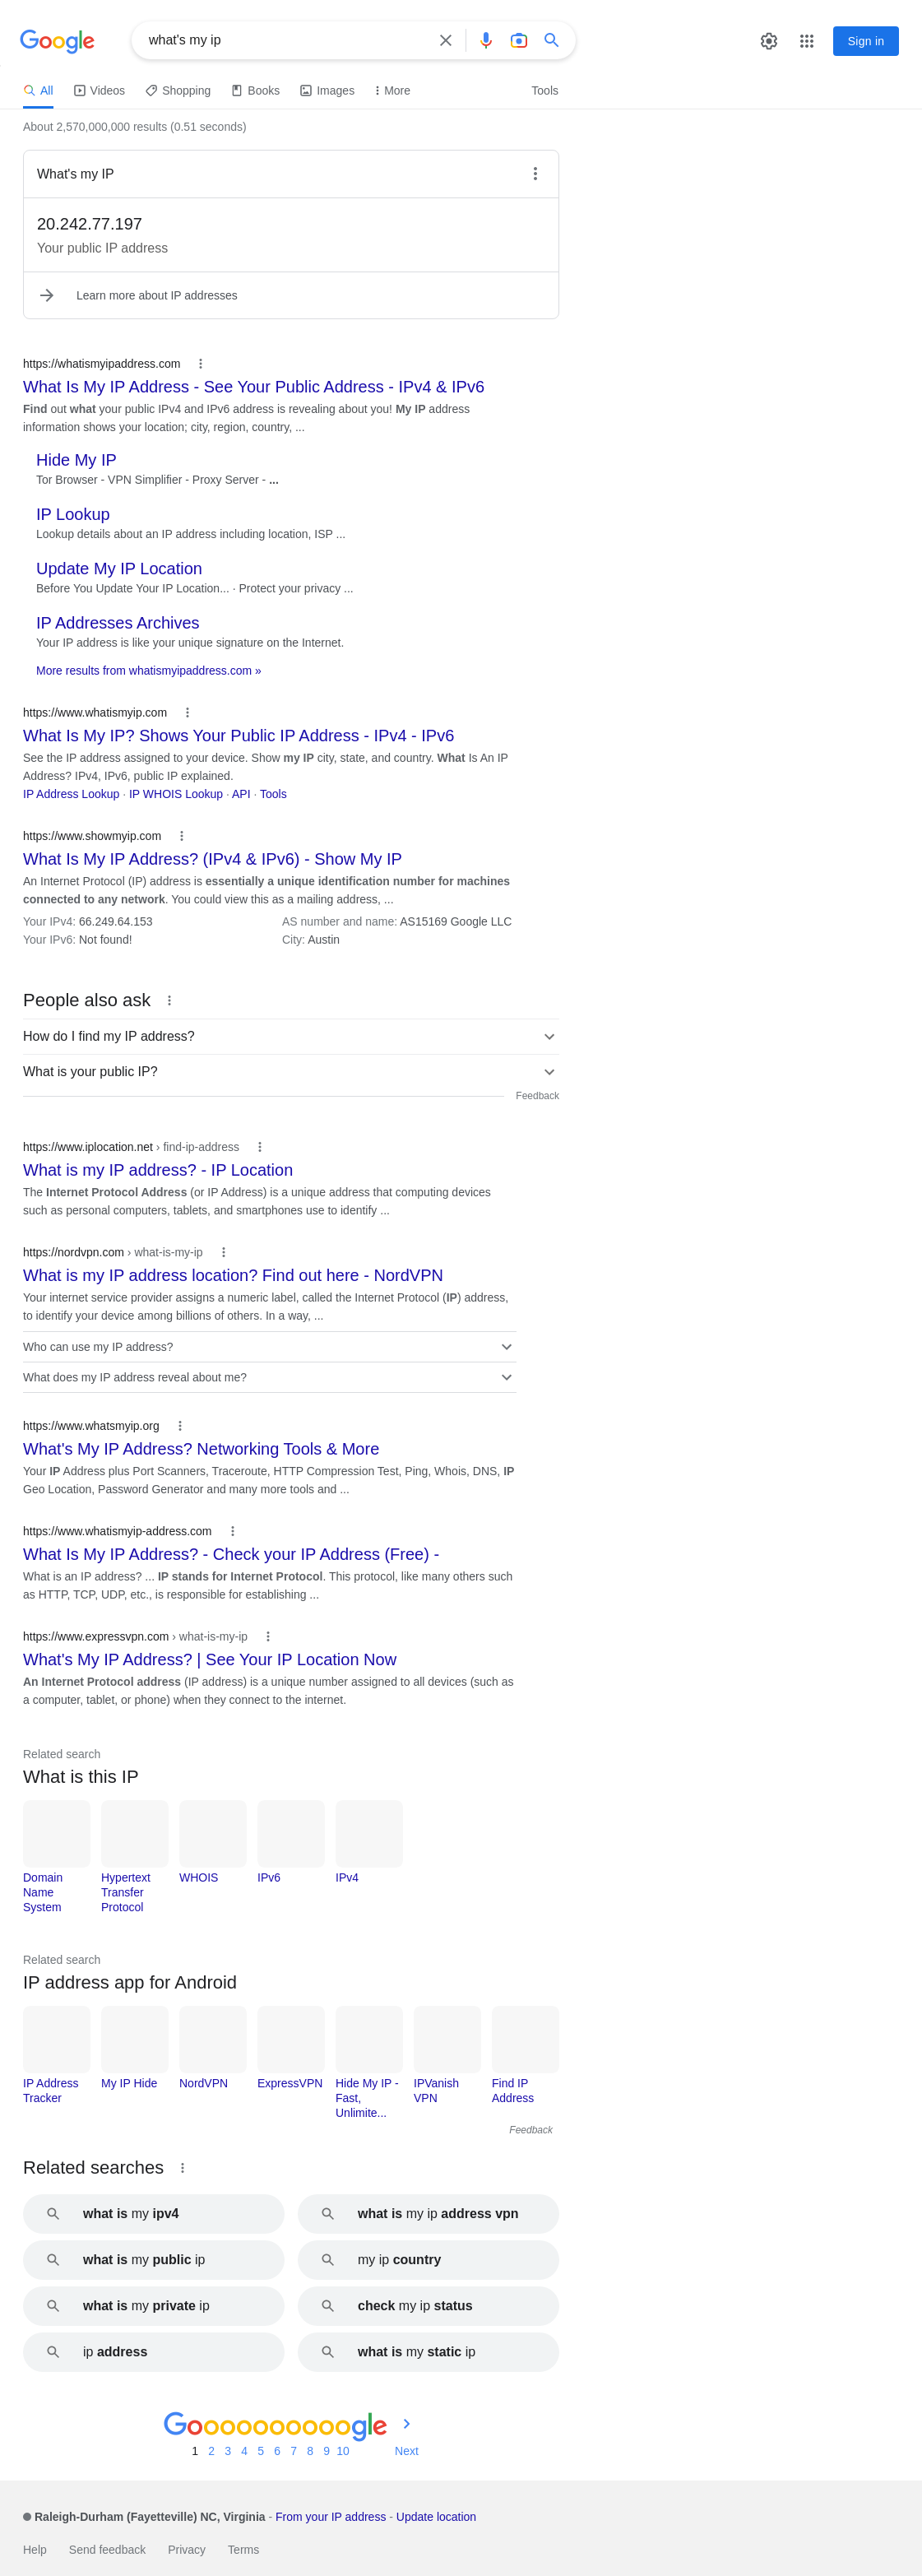 Google
what's my ip
Sign in
All
Videos
Shopping
Books
Images
More
Tools
About 2,570,000,000 results (0.51 seconds)
What's my IP
20.242.77.197
Your public IP address
Learn more about IP addresses
https://whatismyipaddress.com
What Is My IP Address - See Your Public Address - IPv4 & IPv6
Find out what your public IPv4 and IPv6 address is revealing about you! My IP address
information shows your location; city, region, country, ...
Hide My IP
Tor Browser - VPN Simplifier - Proxy Server - ...
IP Lookup
Lookup details about an IP address including location, ISP ...
Update My IP Location
Before You Update Your IP Location... · Protect your privacy ...
IP Addresses Archives
Your IP address is like your unique signature on the Internet.
More results from whatismyipaddress.com »
https://www.whatismyip.com
What Is My IP? Shows Your Public IP Address - IPv4 - IPv6
See the IP address assigned to your device. Show my IP city, state, and country. What Is An IP
Address? IPv4, IPv6, public IP explained.
IP Address Lookup · IP WHOIS Lookup · API · Tools
https://www.showmyip.com
What Is My IP Address? (IPv4 & IPv6) - Show My IP
An Internet Protocol (IP) address is essentially a unique identification number for machines
connected to any network. You could view this as a mailing address, ...
Your IPv4: 66.249.64.153
AS number and name: AS15169 Google LLC
Your IPv6: Not found!
City: Austin
People also ask
How do I find my IP address?
What is your public IP?
Feedback
https://www.iplocation.net › find-ip-address
What is my IP address? - IP Location
The Internet Protocol Address (or IP Address) is a unique address that computing devices
such as personal computers, tablets, and smartphones use to identify ...
https://nordvpn.com › what-is-my-ip
What is my IP address location? Find out here - NordVPN
Your internet service provider assigns a numeric label, called the Internet Protocol (IP) address,
to identify your device among billions of others. In a way, ...
Who can use my IP address?
What does my IP address reveal about me?
https://www.whatsmyip.org
What's My IP Address? Networking Tools & More
Your IP Address plus Port Scanners, Traceroute, HTTP Compression Test, Ping, Whois, DNS, IP
Geo Location, Password Generator and many more tools and ...
https://www.whatismyip-address.com
What Is My IP Address? - Check your IP Address (Free) -
What is an IP address? ... IP stands for Internet Protocol. This protocol, like many others such
as HTTP, TCP, UDP, etc., is responsible for establishing ...
https://www.expressvpn.com › what-is-my-ip
What's My IP Address? | See Your IP Location Now
An Internet Protocol address (IP address) is a unique number assigned to all devices (such as
a computer, tablet, or phone) when they connect to the internet.
Related search
What is this IP
Domain
Name
System
Hypertext
Transfer
Protocol
WHOIS
IPv6
IPv4
Related search
IP address app for Android
IP Address
Tracker
My IP Hide
NordVPN
ExpressVPN
Hide My IP -
Fast,
Unlimite...
IPVanish
VPN
Find IP
Address
Feedback
Related searches
what is my ipv4
what is my ip address vpn
what is my public ip
my ip country
what is my private ip
check my ip status
ip address
what is my static ip
Goooooooooogle
1 2 3 4 5 6 7 8 9 10 Next
Raleigh-Durham (Fayetteville) NC, Virginia - From your IP address - Update location
Help
Send feedback
Privacy
Terms